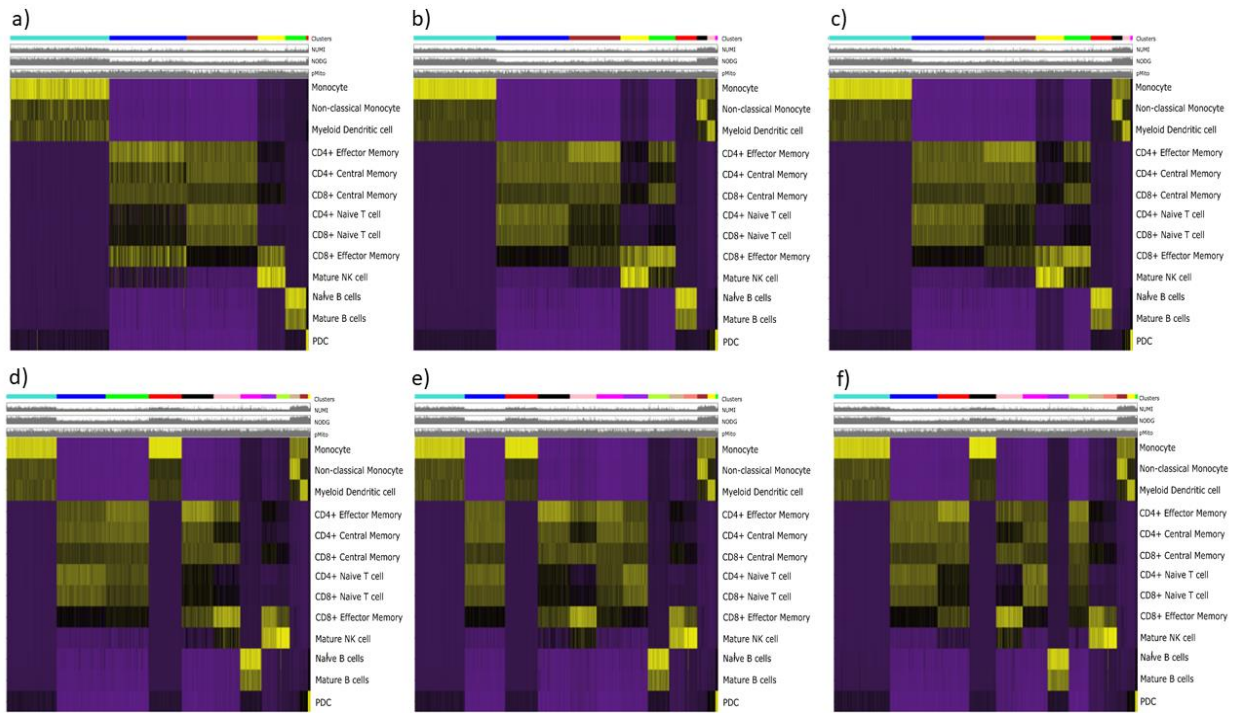 a)
Clusters
NUMI
NODG
pMito
Monocyte
Non-classical Monocyte
Myeloid Dendritic cell
CD4+ Effector Memory
CD4+ Central Memory
CD8+ Central Memory
CD4+ Naive T cell
CD8+ Naive T cell
CD8+ Effector Memory
Mature NK cell
Naive B cells
Mature B cells
PDC
b)
Clusters
NUMI
NODG
pMito
Monocyte
Non-classical Monocyte
Myeloid Dendritic cell
CD4+ Effector Memory
CD4+ Central Memory
CD8+ Central Memory
CD4+ Naive T cell
CD8+ Naive T cell
CD8+ Effector Memory
Mature NK cell
Naive B cells
Mature B cells
PDC
c)
Clusters
NUMI
NODG
pMito
Monocyte
Non-classical Monocyte
Myeloid Dendritic cell
CD4+ Effector Memory
CD4+ Central Memory
CD8+ Central Memory
CD4+ Naive T cell
CD8+ Naive T cell
CD8+ Effector Memory
Mature NK cell
Naive B cells
Mature B cells
PDC
d)
Clusters
NUMI
NODG
pMito
Monocyte
Non-classical Monocyte
Myeloid Dendritic cell
CD4+ Effector Memory
CD4+ Central Memory
CD8+ Central Memory
CD4+ Naive T cell
CD8+ Naive T cell
CD8+ Effector Memory
Mature NK cell
Naive B cells
Mature B cells
PDC
e)
Clusters
NUMI
NODG
pMito
Monocyte
Non-classical Monocyte
Myeloid Dendritic cell
CD4+ Effector Memory
CD4+ Central Memory
CD8+ Central Memory
CD4+ Naive T cell
CD8+ Naive T cell
CD8+ Effector Memory
Mature NK cell
Naive B cells
Mature B cells
PDC
f)
Clusters
NUMI
NODG
pMito
Monocyte
Non-classical Monocyte
Myeloid Dendritic cell
CD4+ Effector Memory
CD4+ Central Memory
CD8+ Central Memory
CD4+ Naive T cell
CD8+ Naive T cell
CD8+ Effector Memory
Mature NK cell
Naive B cells
Mature B cells
PDC